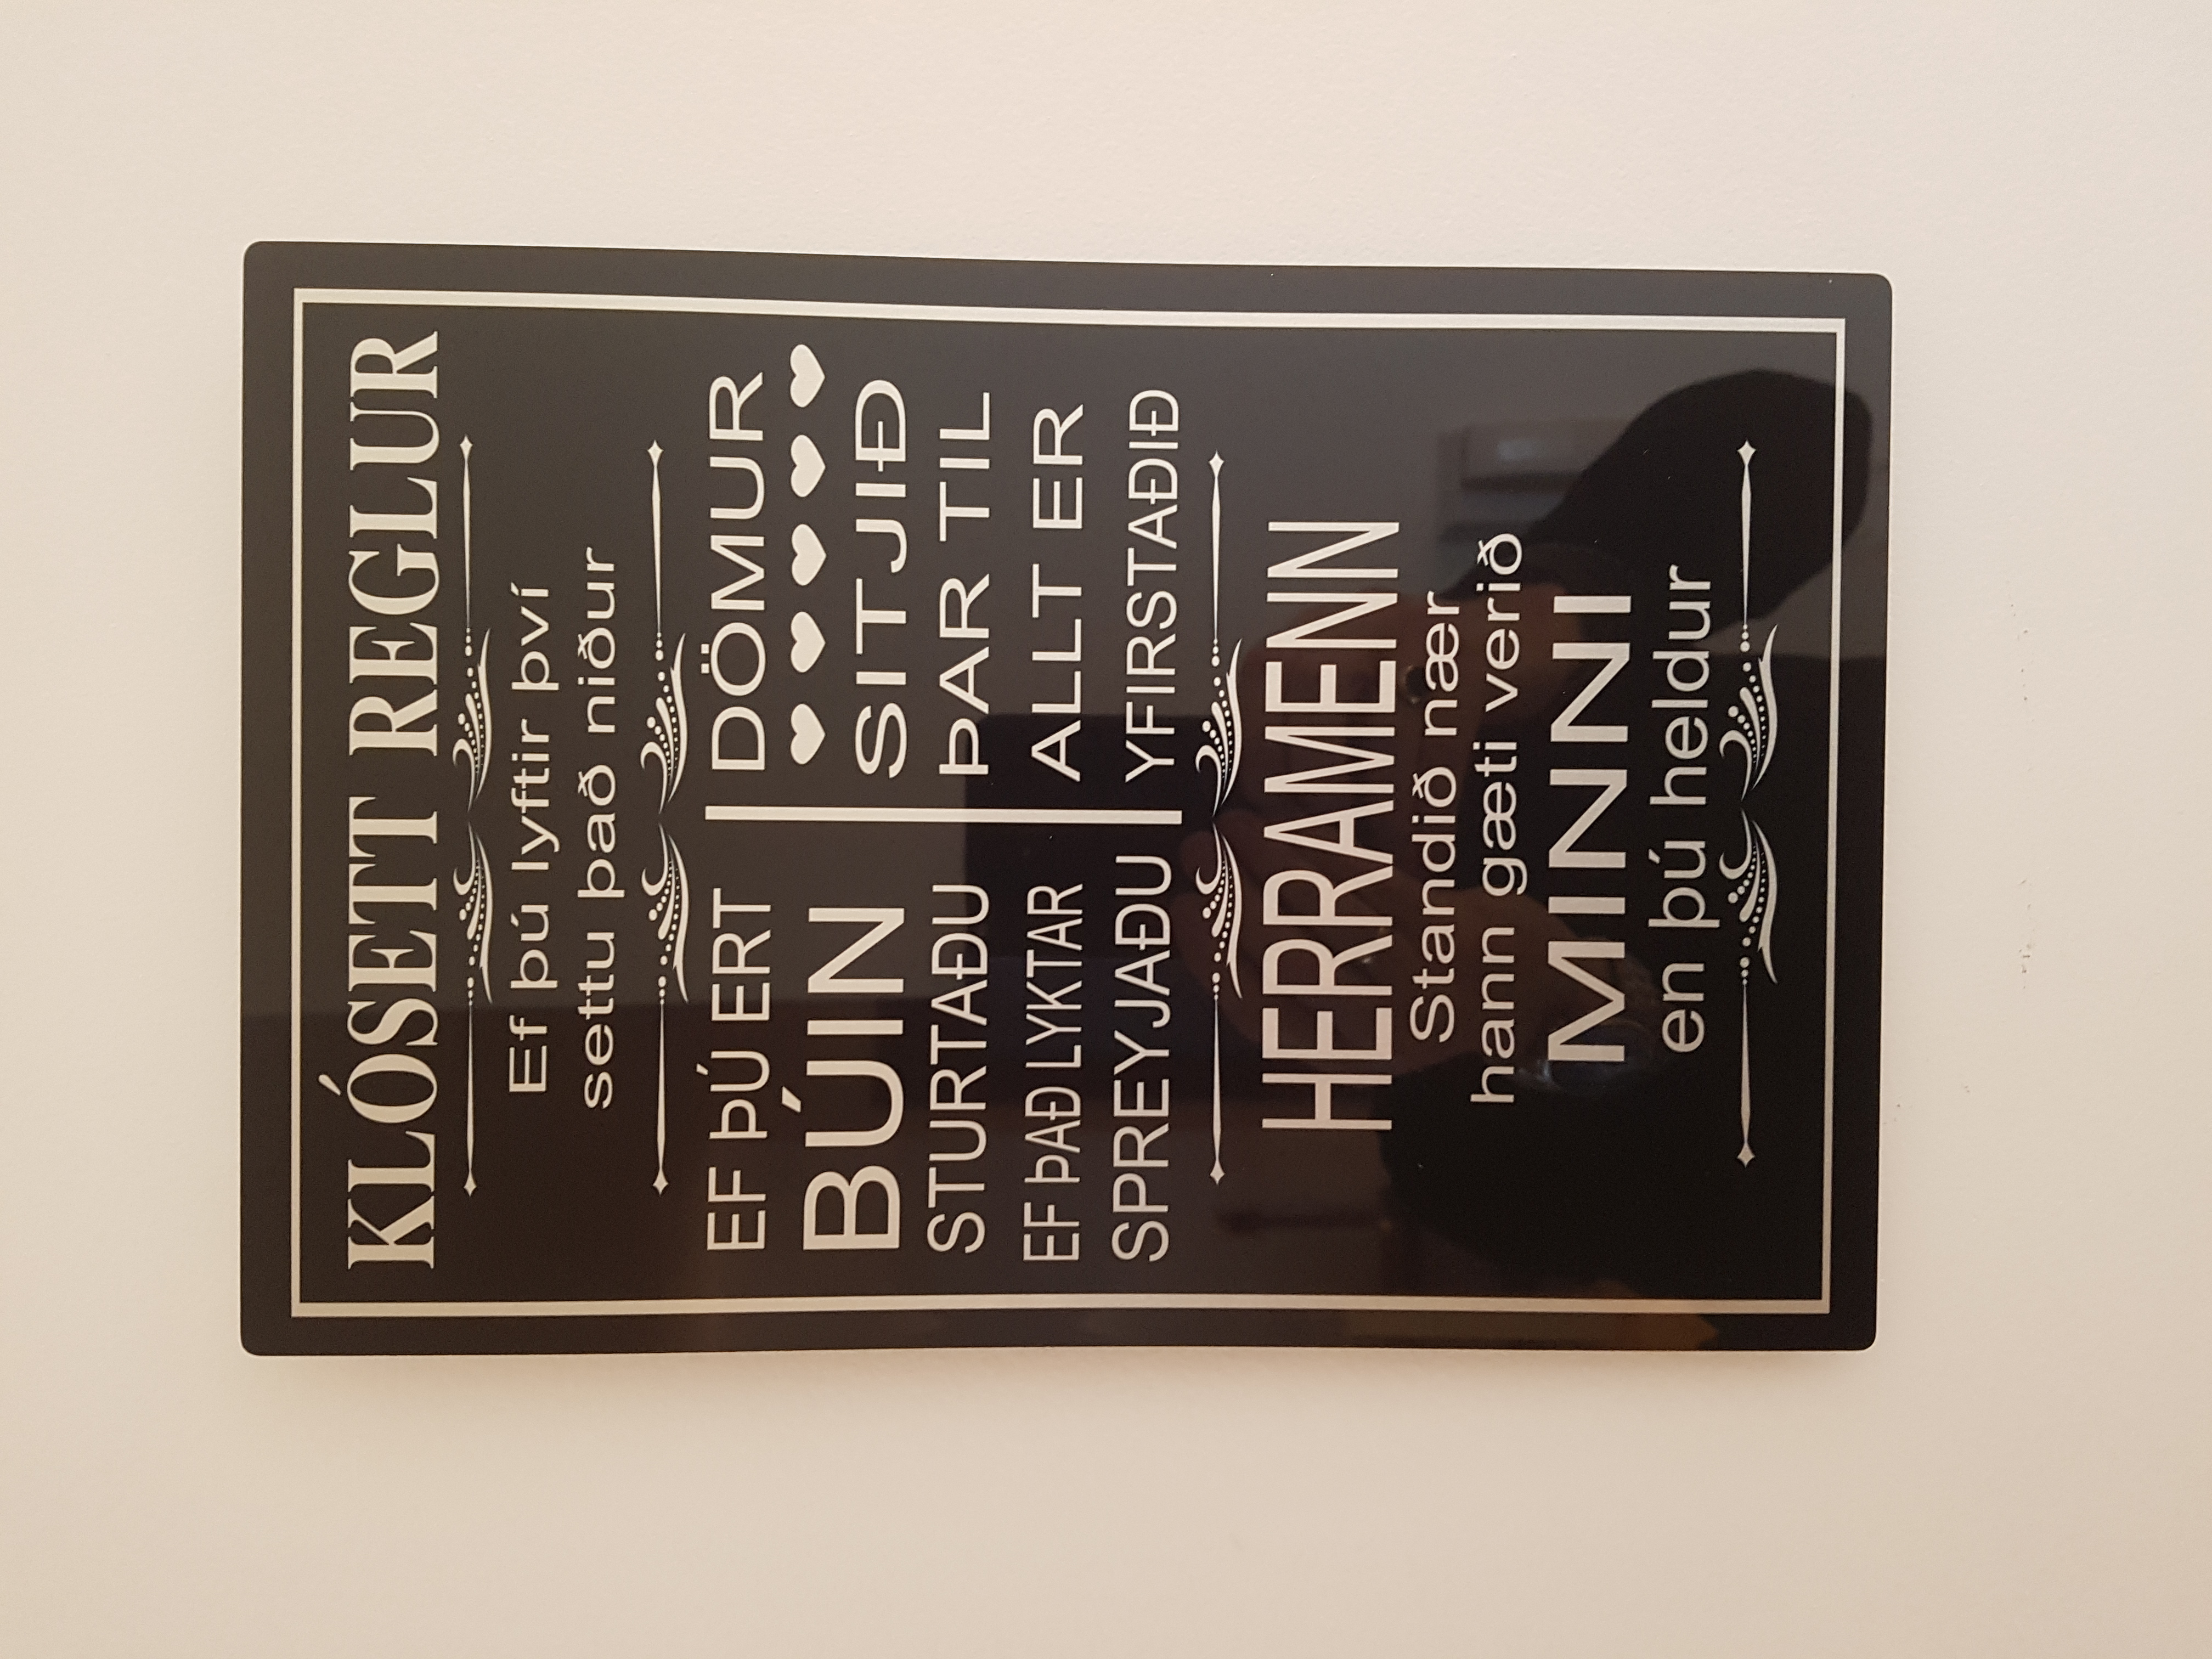 KLÓSETT REGLUR
Ef þú lyftir því
settu það niður
EF ÞÚ ERT
BÚIN
STURTAÐU
EF ÞAÐ LYKTAR
SPREYJAÐU
DÖMUR
SITJIÐ
ÞAR TIL
ALLT ER
YFIRSTAÐIÐ
HERRAMENN
Standið nær
hann gæti verið
MINNI
en þú heldur